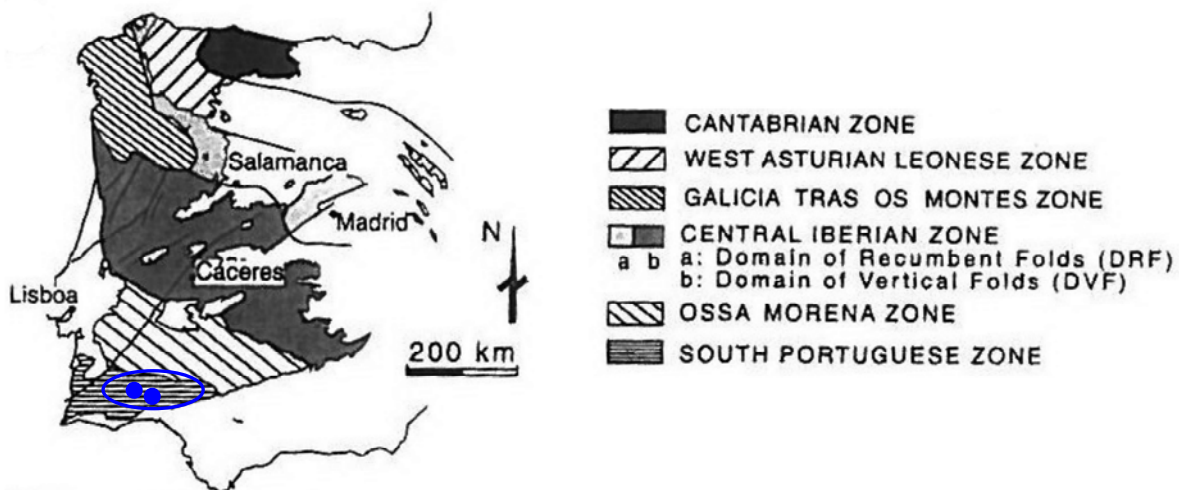 Salamanca
Madrid
Cáceres
Lisboa
N
200 km
CANTABRIAN ZONE
WEST ASTURIAN LEONESE ZONE
GALICIA TRAS OS MONTES ZONE
CENTRAL IBERIAN ZONE
a b a: Domain of Recumbent Folds (DRF)
b: Domain of Vertical Folds (DVF)
OSSA MORENA ZONE
SOUTH PORTUGUESE ZONE